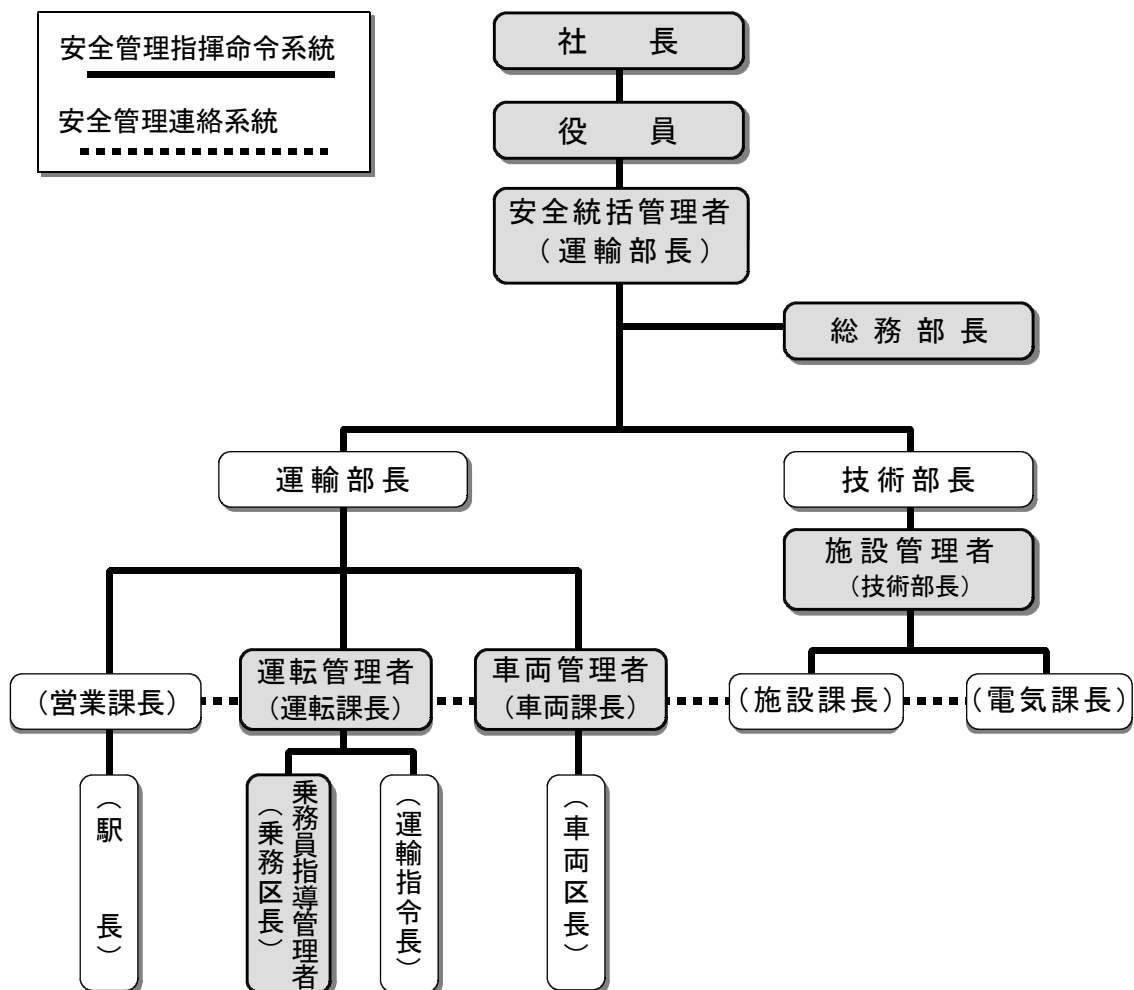 安全管理指揮命令系統
安全管理連絡系統
社　長
役　員
安全統括管理者
（運輸部長）
総務部長
運輸部長
技術部長
施設管理者
（技術部長）
（営業課長）
運転管理者
（運転課長）
車両管理者
（車両課長）
（施設課長）
（電気課長）
（駅　長）
乗務員指導管理者
（乗務区長）
（運輸指令長）
（車両区長）